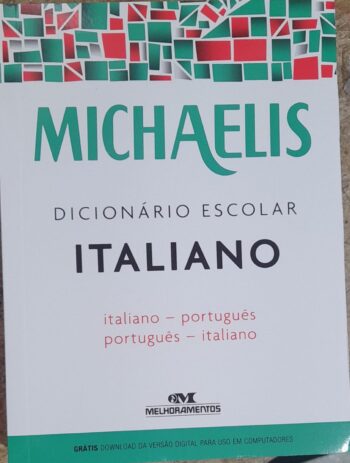 MICHAELIS
DICIONÁRIO ESCOLAR
ITALIANO
italiano – português
português – italiano
MELHORAMENTOS
GRÁTIS DOWNLOAD DA VERSÃO DIGITAL PARA USO EM COMPUTADORES